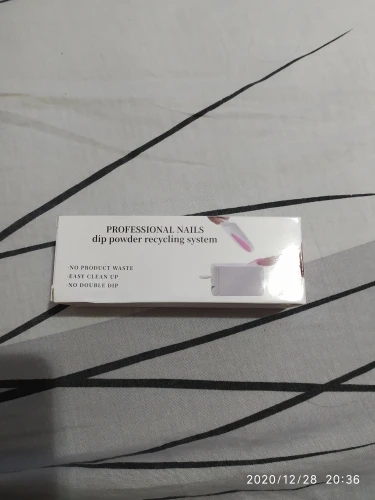 PROFESSIONAL NAILS
dip powder recycling system
·NO PRODUCT WASTE
·EASY CLEAN UP
·NO DOUBLE DIP
2020/12/28 20:36